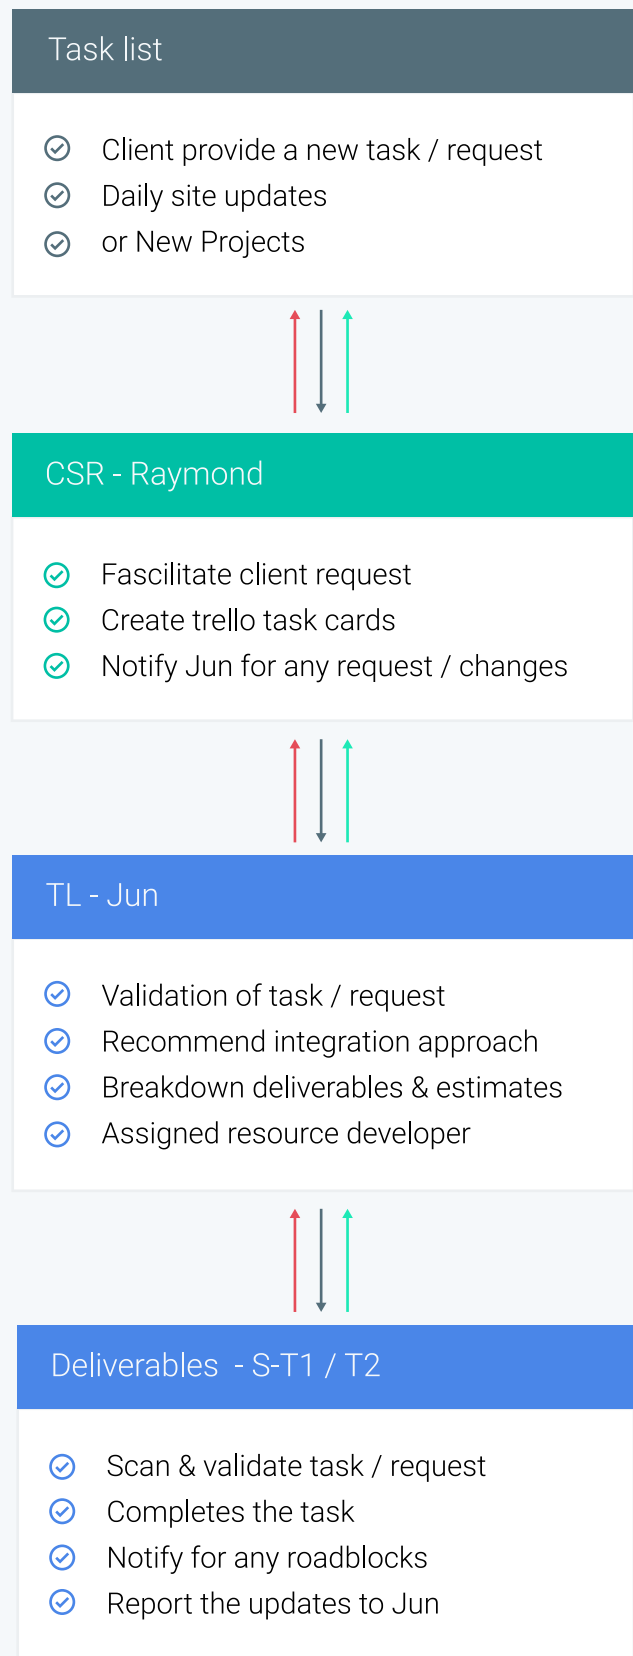 Task list
Client provide a new task / request
Daily site updates
or New Projects
CSR - Raymond
Fascilitate client request
Create trello task cards
Notify Jun for any request / changes
TL - Jun
Validation of task / request
Recommend integration approach
Breakdown deliverables & estimates
Assigned resource developer
Deliverables - S-T1 / T2
Scan & validate task / request
Completes the task
Notify for any roadblocks
Report the updates to Jun